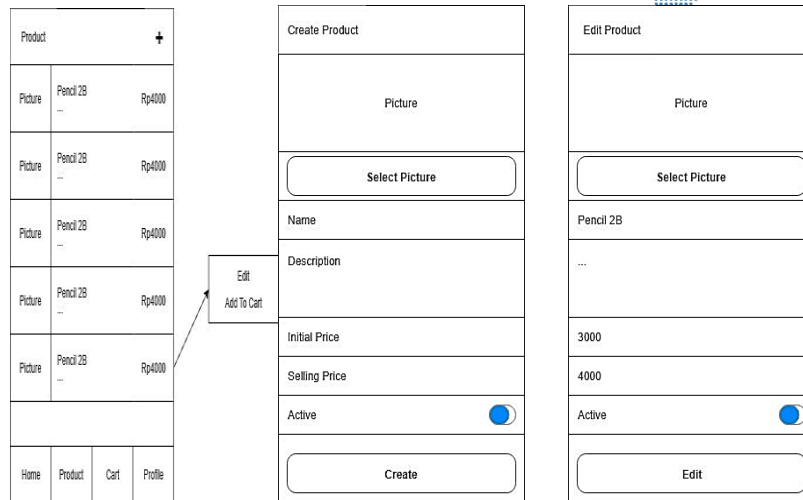 Product +
Picture Pencil 2B Rp4000
...
Picture Pencil 2B Rp4000
...
Picture Pencil 2B Rp4000
...
Picture Pencil 2B Rp4000
...
Picture Pencil 2B Rp4000
...
Home Product Cart Profile
Edit
Add To Cart
Create Product
Picture
Select Picture
Name
Description
Initial Price
Selling Price
Active
Create
Edit Product
Picture
Select Picture
Pencil 2B
...
3000
4000
Active
Edit